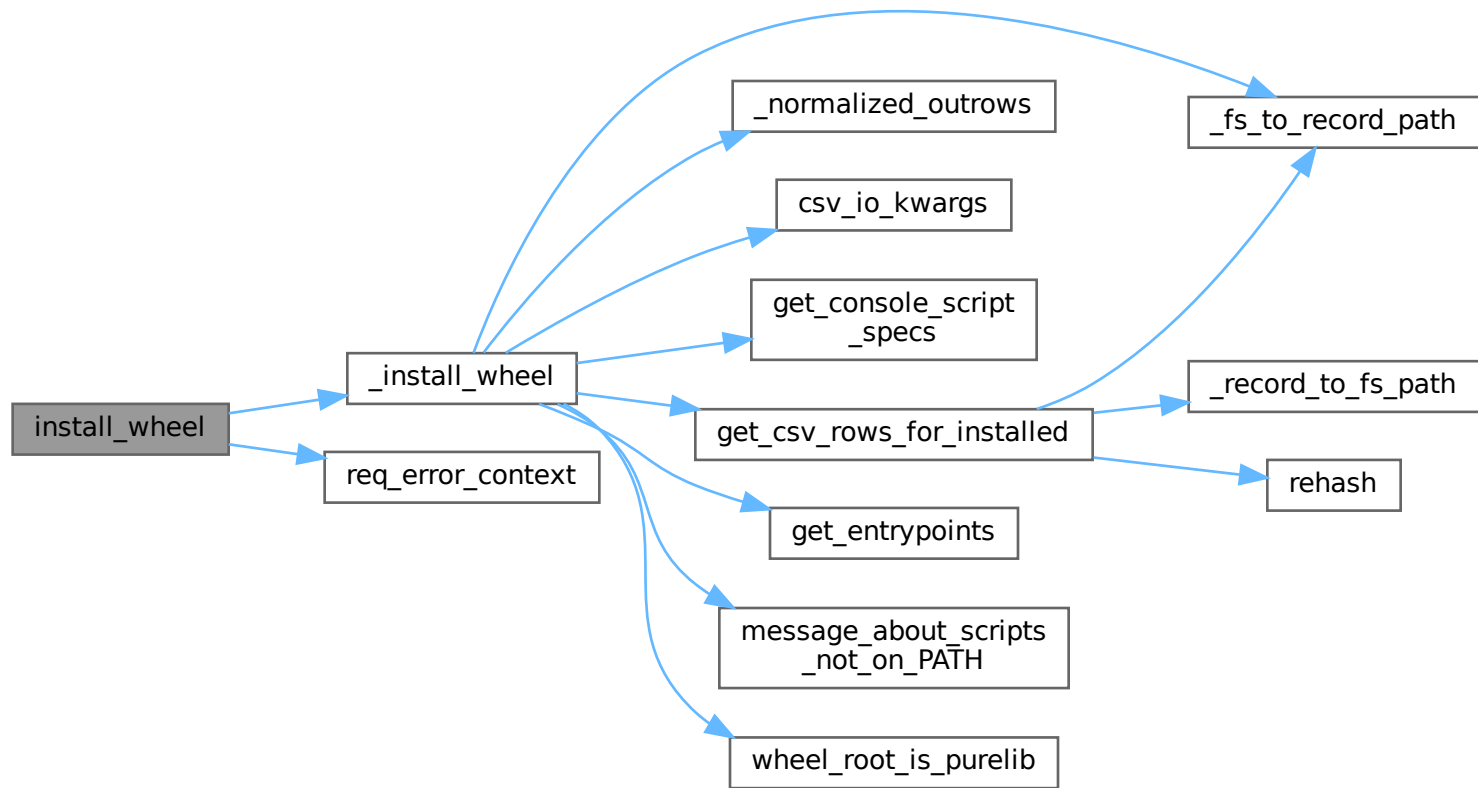 install_wheel
_install_wheel
req_error_context
_normalized_outrows
csv_io_kwargs
get_console_script
_specs
get_csv_rows_for_installed
get_entrypoints
message_about_scripts
_not_on_PATH
wheel_root_is_purelib
_fs_to_record_path
_record_to_fs_path
rehash